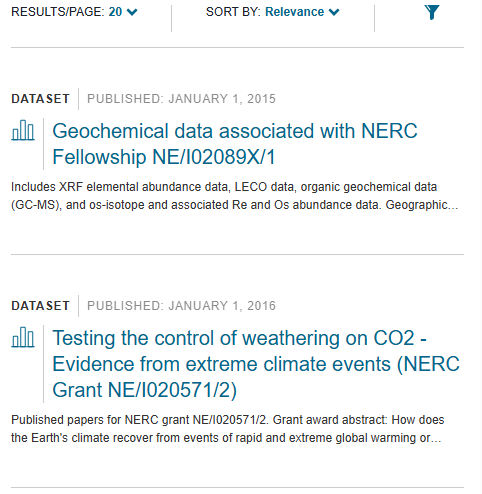 RESULTS/PAGE: 20 SORT BY: Relevance
DATASET PUBLISHED: JANUARY 1, 2015
Geochemical data associated with NERC
Fellowship NE/I02089X/1
Includes XRF elemental abundance data, LECO data, organic geochemical data
(GC-MS), and os-isotope and associated Re and Os abundance data. Geographic…
DATASET PUBLISHED: JANUARY 1, 2016
Testing the control of weathering on CO2 -
Evidence from extreme climate events (NERC
Grant NE/I020571/2)
Published papers for NERC grant NE/I020571/2. Grant award abstract: How does
the Earth's climate recover from events of rapid and extreme global warming or…